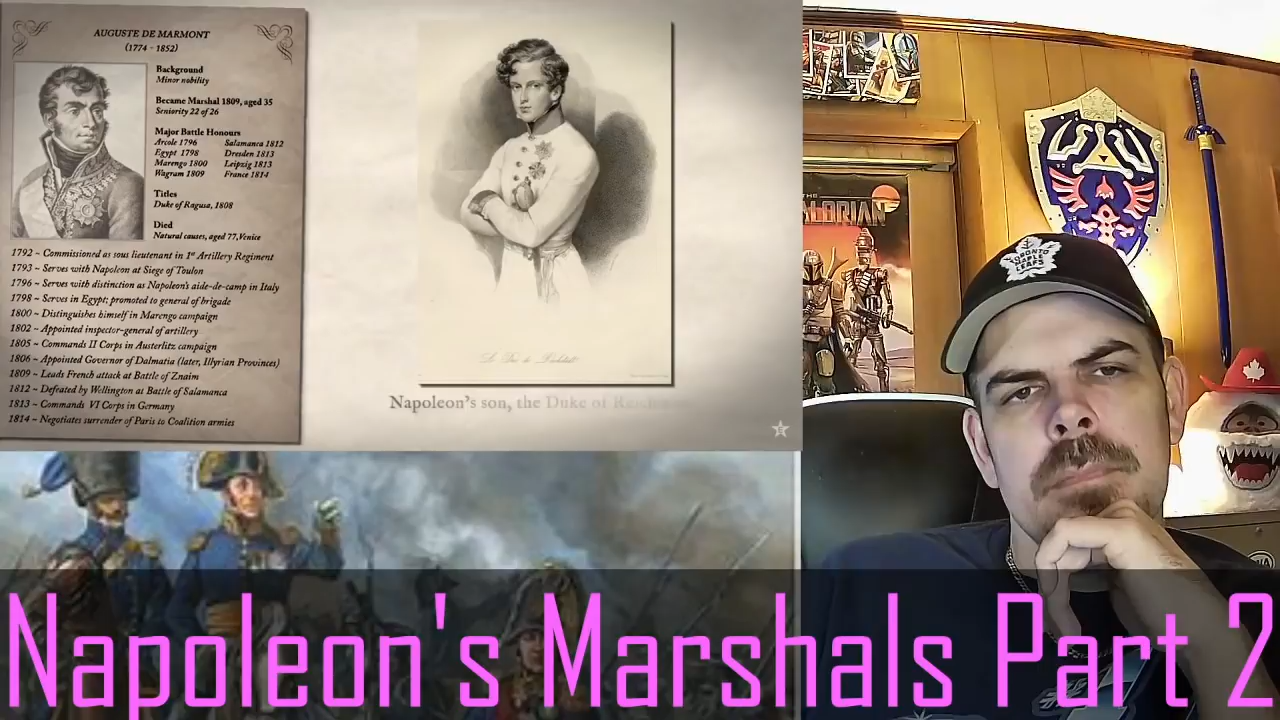 AUGUSTE DE MARMONT
(1774 - 1852)
Background
Minor nobility
Became Marshal 1809, aged 35
Seniority 22 of 26
Major Battle Honours
Arcole 1796 Salamanca 1812
Egypt 1798 Dresden 1813
Marengo 1800 Leipzig 1813
Wagram 1809 France 1814
Titles
Duke of Ragusa, 1808
Died
Natural causes, aged 77, Venice
1792 ~ Commissioned as sous lieutenant in 1st Artillery Regiment
1793 ~ Serves with Napoleon at Siege of Toulon
1796 ~ Serves with distinction as Napoleon's aide-de-camp in Italy
1798 ~ Serves in Egypt; promoted to general of brigade
1800 ~ Distinguishes himself in Marengo campaign
1802 ~ Appointed inspector-general of artillery
1805 ~ Commands II Corps in Austerlitz campaign
1806 ~ Appointed Governor of Dalmatia (later, Illyrian Provinces)
1809 ~ Leads French attack at Battle of Znaim
1812 ~ Defeated by Wellington at Battle of Salamanca
1813 ~ Commands VI Corps in Germany
1814 ~ Negotiates surrender of Paris to Coalition armies
Napoleon's son, the Duke of
THE
ALORIAN
TORONTO
MAPLE
LEAFS
Napoleon's Marshals Part 2